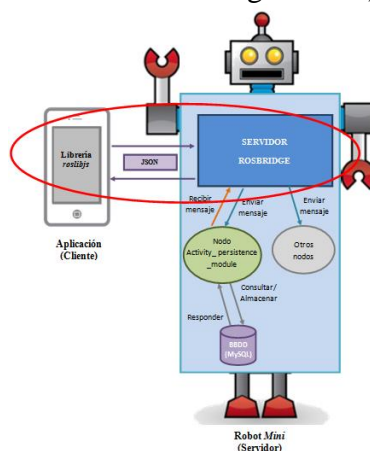 SERVIDOR
ROSBRIDGE
Librería
roslibjs
JSON
Recibir
mensaje
Enviar
mensaje
Enviar
mensaje
Aplicación
(Cliente)
Nodo
Activity_ persistence
_module
Otros
nodos
Consultar/
Almacenar
Responder
BBDD
(MySQL)
Robot Mini
(Servidor)